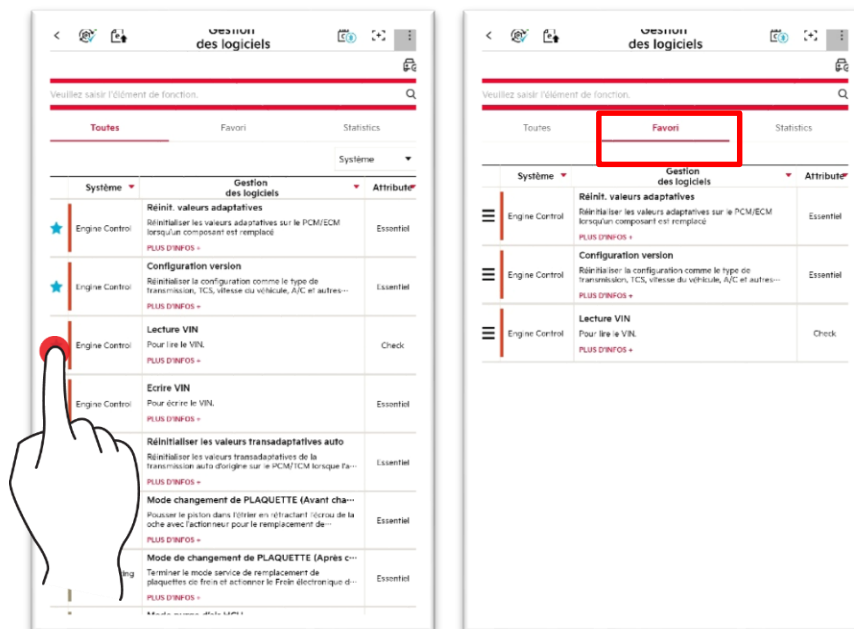 des logiciels
Veuillez saisir l'élément de fonction.
Toutes Favori Statistics
Système
Système Gestion des logiciels Attribute
Réinit. valeurs adaptatives
Engine Control
Réinitialiser les valeurs adaptatives sur le PCM/ECM
lorsqu'un composant est remplacé
Essentiel
PLUS D'INFOS +
Configuration version
Engine Control
Réinitialiser la configuration comme le type de
transmission, TCS, vitesse du véhicule, A/C et autres···
Essentiel
PLUS D'INFOS +
Lecture VIN
Engine Control
Pour lire le VIN.
Check
PLUS D'INFOS +
Ecrire VIN
Engine Control
Pour écrire le VIN.
Essentiel
PLUS D'INFOS +
Réinitialiser les valeurs transadaptatives auto
Réinitialiser les valeurs transadaptatives de la
transmission auto d'origine sur le PCM/TCM lorsque l'a···
Essentiel
PLUS D'INFOS +
Mode changement de PLAQUETTE (Avant cha···
Pousser le piston dans l'étrier en rétractant l'écrou de la
oche avec l'actionneur pour le remplacement de···
Essentiel
PLUS D'INFOS +
Mode de changement de PLAQUETTE (Après c···
Terminer le mode service de remplacement de
plaquettes de frein et actionner le Frein électronique d···
Essentiel
PLUS D'INFOS +
des logiciels
Veuillez saisir l'élément de fonction.
Toutes Favori Statistics
Système Gestion des logiciels Attribute
Réinit. valeurs adaptatives
Engine Control
Réinitialiser les valeurs adaptatives sur le PCM/ECM
lorsqu'un composant est remplacé
Essentiel
PLUS D'INFOS +
Configuration version
Engine Control
Réinitialiser la configuration comme le type de
transmission, TCS, vitesse du véhicule, A/C et autres···
Essentiel
PLUS D'INFOS +
Lecture VIN
Engine Control
Pour lire le VIN.
Check
PLUS D'INFOS +